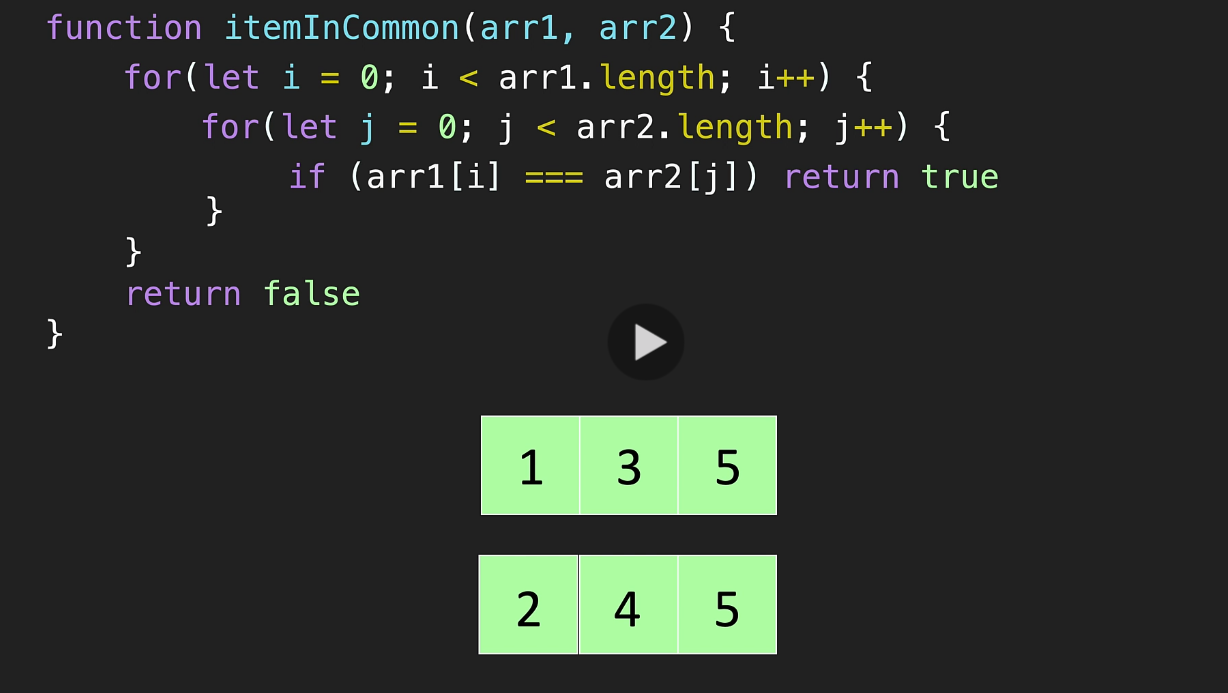 function itemInCommon(arr1, arr2) {
    for(let i = 0; i < arr1.length; i++) {
        for(let j = 0; j < arr2.length; j++) {
            if (arr1[i] === arr2[j]) return true
        }
    }
    return false
}
1 3 5
2 4 5